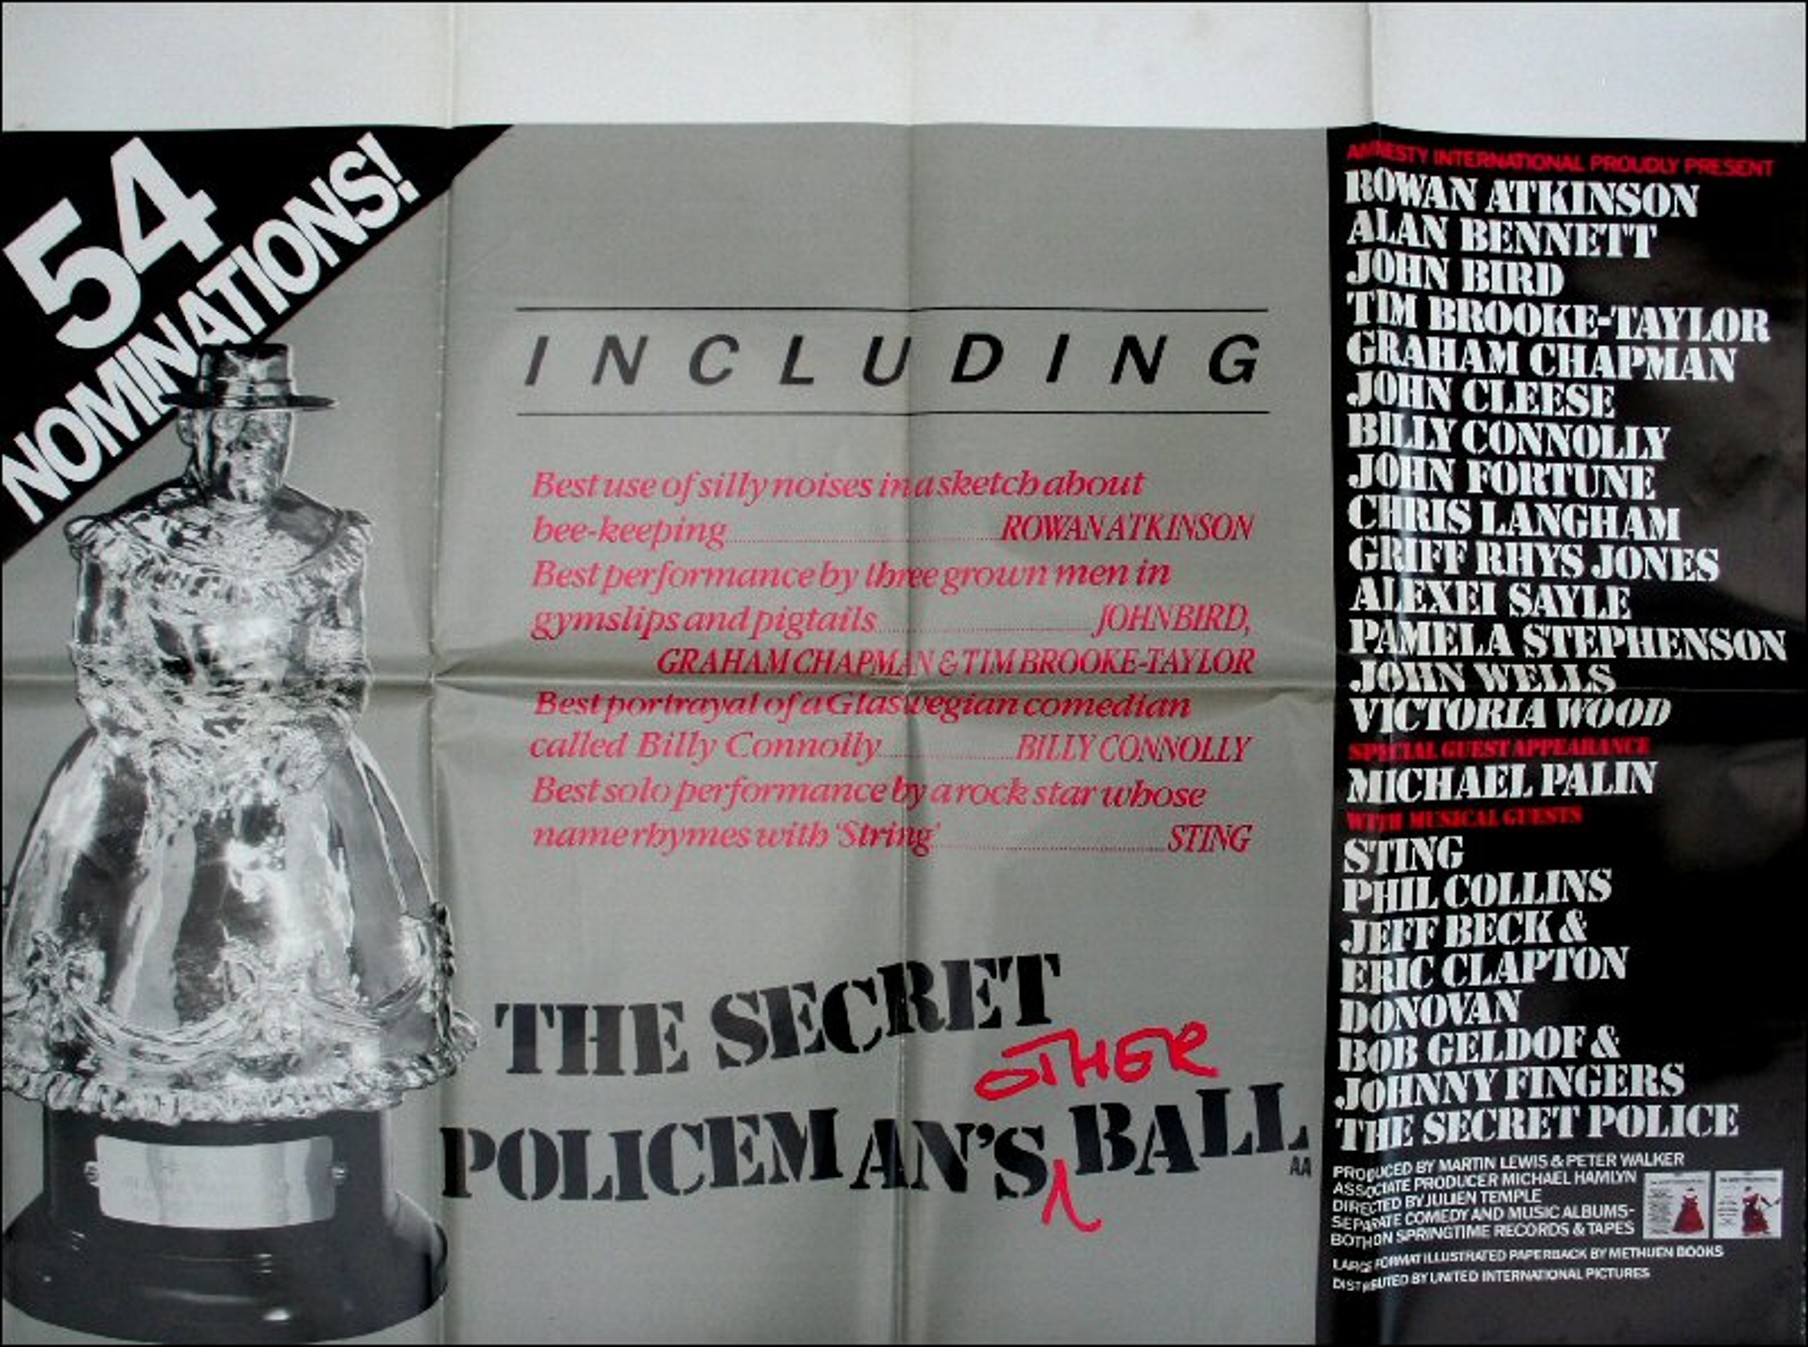 54
NOMINATIONS!
INCLUDING
Best use of silly noises in a sketch about
bee-keeping........ROWAN ATKINSON
Best performance by three grown men in
gymslips and pigtails........JOHN BIRD,
GRAHAM CHAPMAN & TIM BROOKE-TAYLOR
Best portrayal of a Glaswegian comedian
called Billy Connolly........BILLY CONNOLLY
Best solo performance by a rock star whose
name rhymes with 'String'........STING
THE SECRET
OTHER
POLICEMAN'S BALL
AA
AMNESTY INTERNATIONAL PROUDLY PRESENT
ROWAN ATKINSON
ALAN BENNETT
JOHN BIRD
TIM BROOKE-TAYLOR
GRAHAM CHAPMAN
JOHN CLEESE
BILLY CONNOLLY
JOHN FORTUNE
CHRIS LANGHAM
GRIFF RHYS JONES
ALEXEI SAYLE
PAMELA STEPHENSON
JOHN WELLS
VICTORIA WOOD
SPECIAL GUEST APPEARANCE
MICHAEL PALIN
WITH MUSICAL GUESTS
STING
PHIL COLLINS
JEFF BECK &
ERIC CLAPTON
DONOVAN
BOB GELDOF &
JOHNNY FINGERS
THE SECRET POLICE
PRODUCED BY MARTIN LEWIS & PETER WALKER
ASSOCIATE PRODUCER MICHAEL HAMLYN
DIRECTED BY JULIEN TEMPLE
SEPARATE COMEDY AND MUSIC ALBUMS-
BOTH ON SPRINGTIME RECORDS & TAPES
LARGE FORMAT ILLUSTRATED PAPERBACK BY METHUEN BOOKS
DISTRIBUTED BY UNITED INTERNATIONAL PICTURES